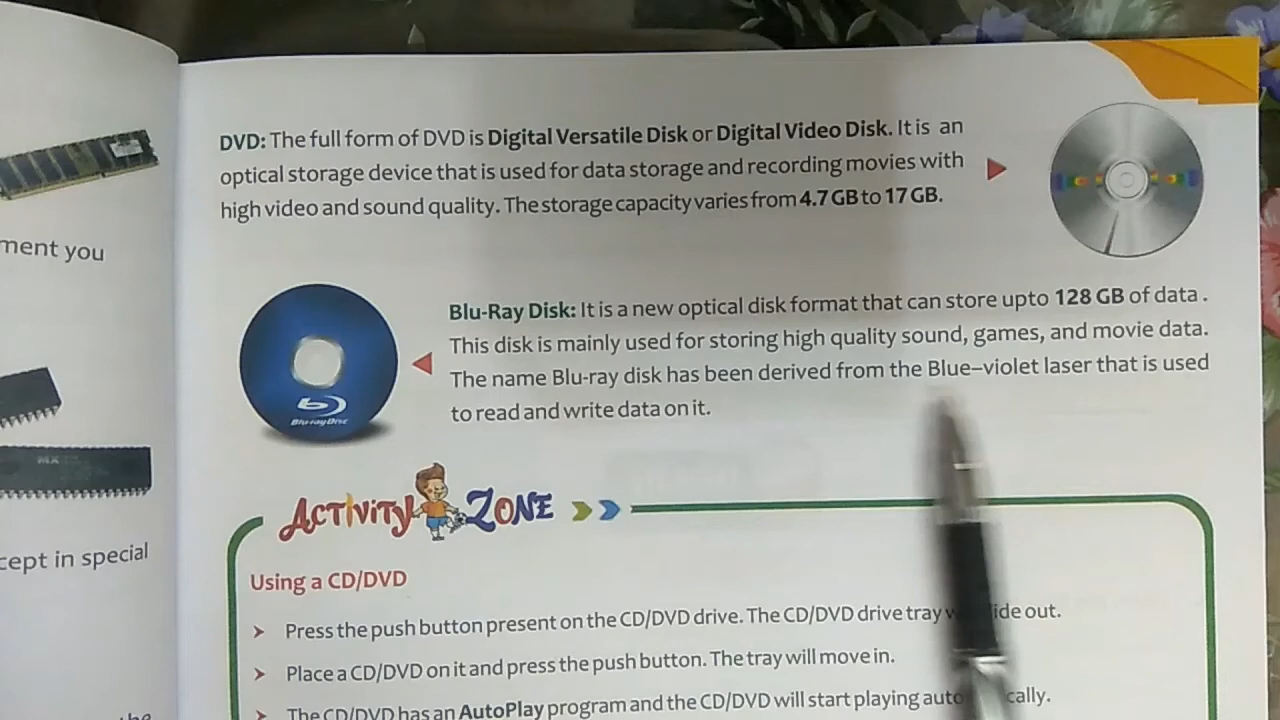 ment you
cept in special
DVD: The full form of DVD is Digital Versatile Disk or Digital Video Disk. It is an
optical storage device that is used for data storage and recording movies with
high video and sound quality. The storage capacity varies from 4.7 GB to 17 GB.
Blu-Ray Disk: It is a new optical disk format that can store upto 128 GB of data.
This disk is mainly used for storing high quality sound, games, and movie data.
The name Blu-ray disk has been derived from the Blue–violet laser that is used
to read and write data on it.
Blu-ray Disc
ACTIVITY ZONE
Using a CD/DVD
Press the push button present on the CD/DVD drive. The CD/DVD drive tray out.
Place a CD/DVD on it and press the push button. The tray will move in.
The CD/DVD has an AutoPlay program and the CD/DVD will start playing